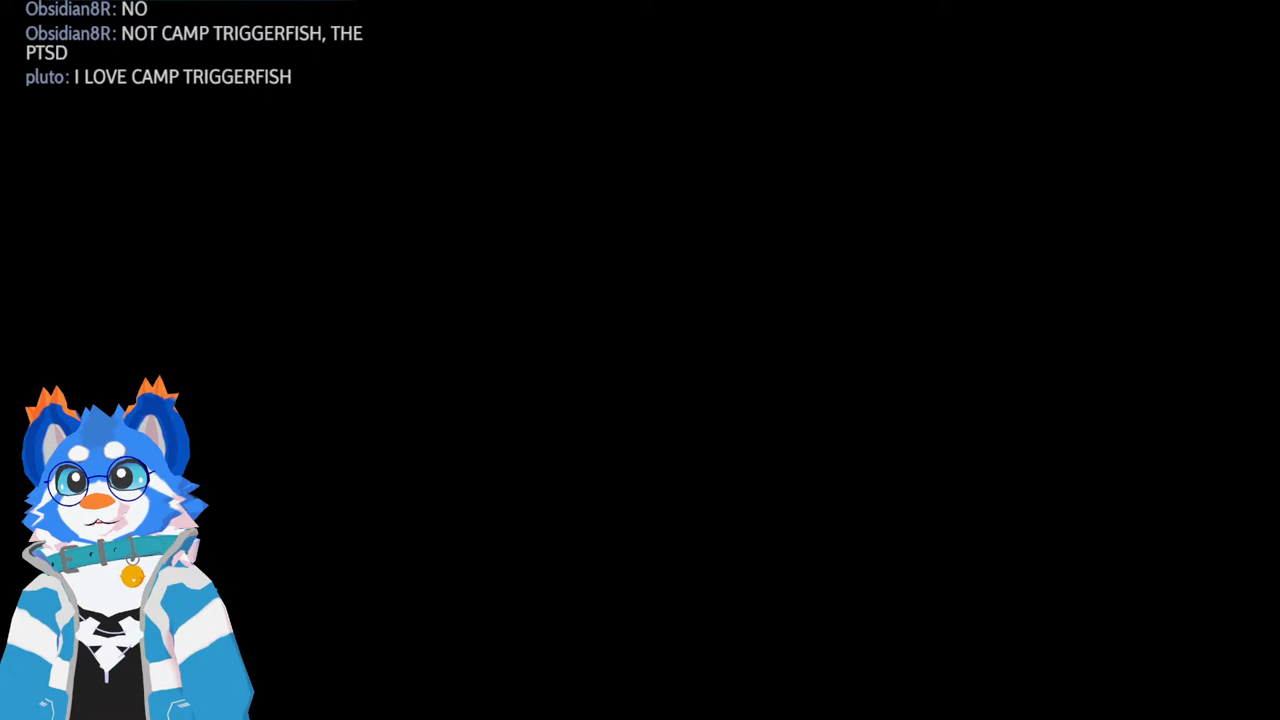 Obsidian8R: NO
Obsidian8R: NOT CAMP TRIGGERFISH, THE
PTSD
pluto: I LOVE CAMP TRIGGERFISH